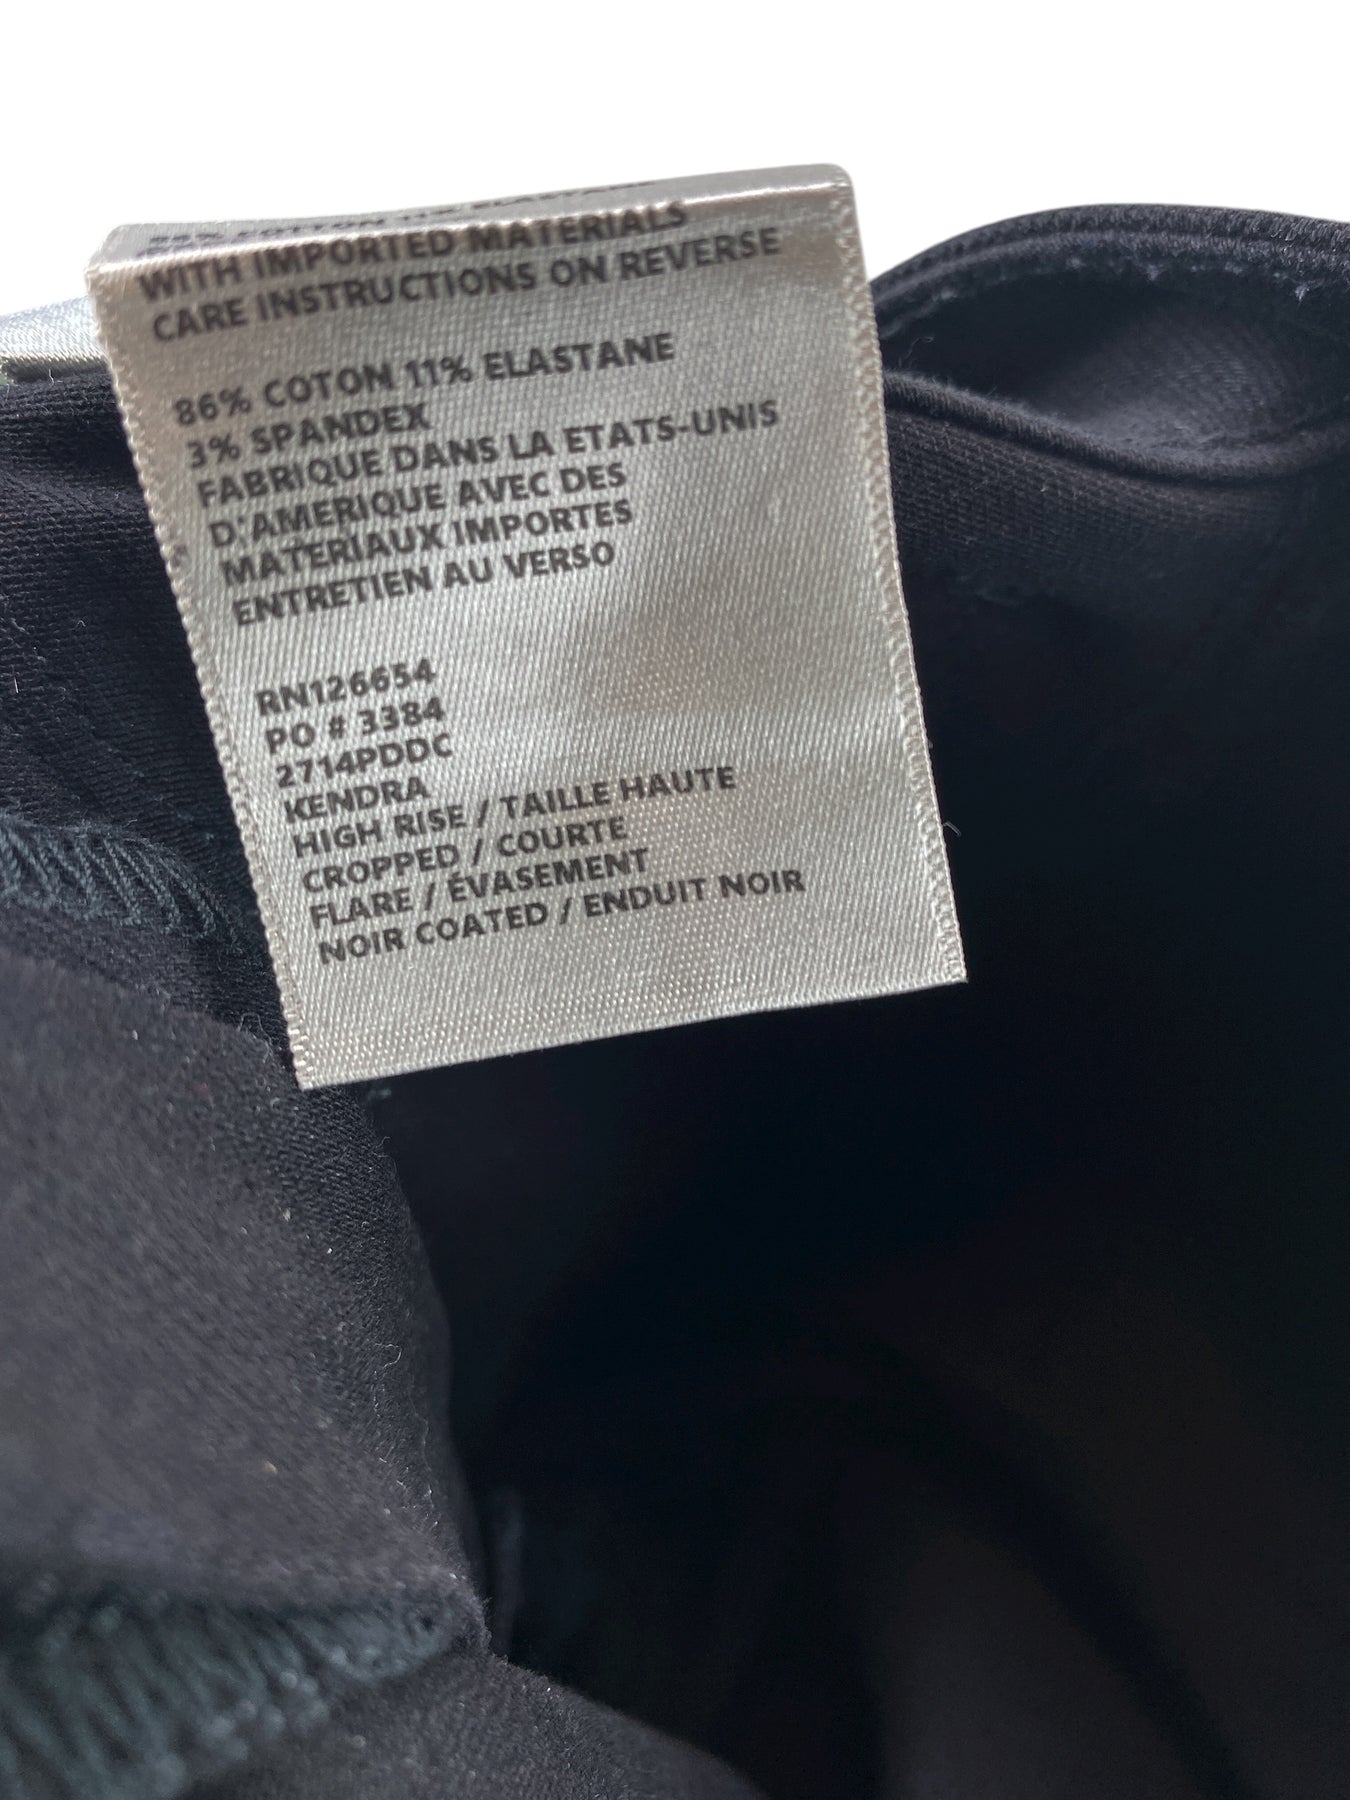 WITH IMPORTED MATERIALS
CARE INSTRUCTIONS ON REVERSE
86% COTON 11% ELASTANE
3% SPANDEX
FABRIQUE DANS LA ETATS-UNIS
D'AMERIQUE AVEC DES
MATERIAUX IMPORTES
ENTRETIEN AU VERSO
RN126654
PO # 3384
2714PDDC
KENDRA
HIGH RISE / TAILLE HAUTE
CROPPED / COURTE
FLARE / ÉVASEMENT
NOIR COATED / ENDUIT NOIR